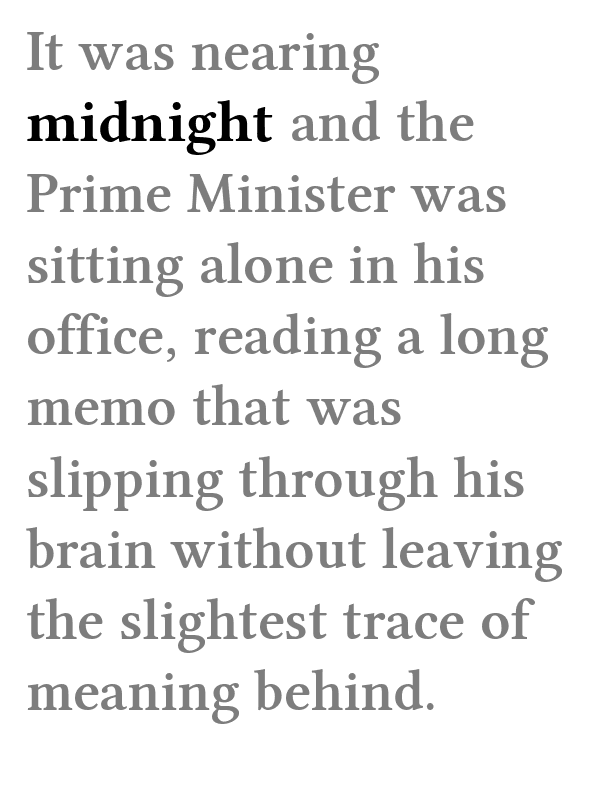 It was nearing
midnight and the
Prime Minister was
sitting alone in his
office, reading a long
memo that was
slipping through his
brain without leaving
the slightest trace of
meaning behind.